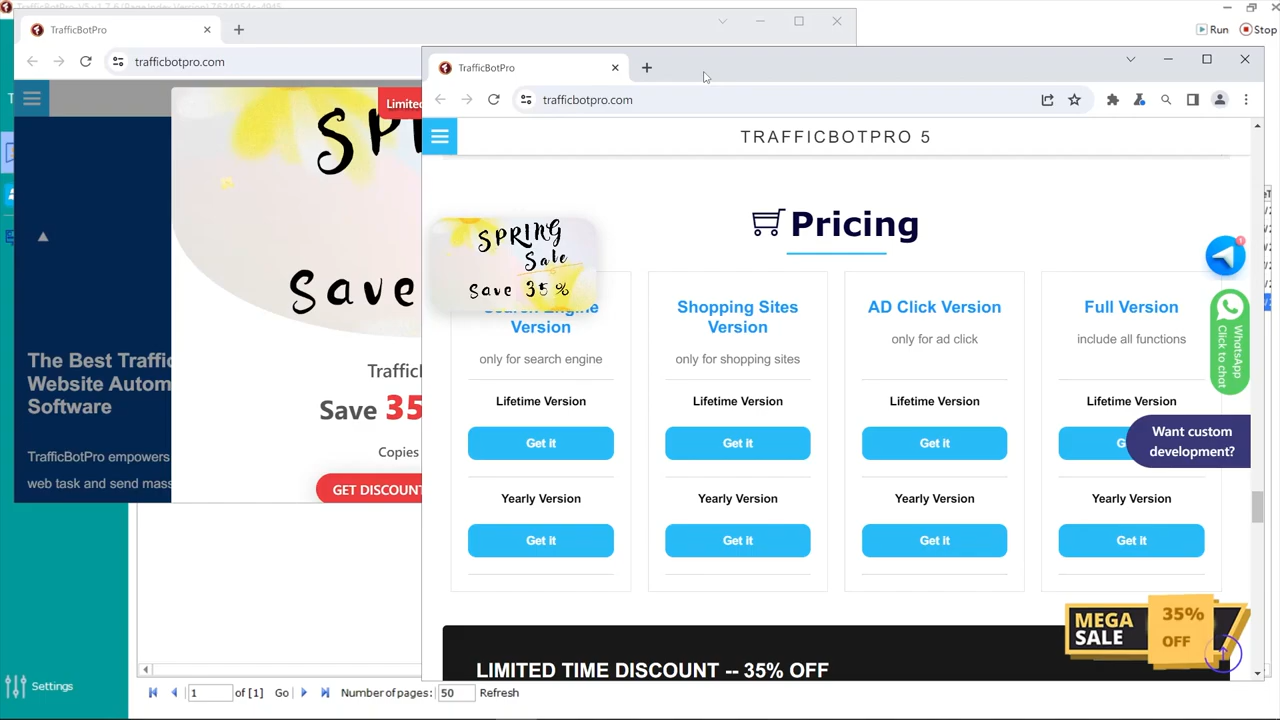 TrafficBotPro
trafficbotpro.com
Run
Stop
Limited
SPR
Save
The Best Traffic
Website Autom
Software
TrafficBotPro empowers
web task and send mass
Traffic
Save 35
Copies
GET DISCOUNT
Settings
1
of [1]
Go
Number of pages:
50
Refresh
TrafficBotPro
trafficbotpro.com
TRAFFICBOTPRO 5
Pricing
SPRING
Sale
Save 35%
Search Engine
Version
only for search engine
Lifetime Version
Get it
Yearly Version
Get it
Shopping Sites
Version
only for shopping sites
Lifetime Version
Get it
Yearly Version
Get it
AD Click Version
only for ad click
Lifetime Version
Get it
Yearly Version
Get it
Full Version
include all functions
Lifetime Version
G
Yearly Version
Get it
1
WhatsApp
Click to chat
Want custom
development?
MEGA
SALE
35%
OFF
LIMITED TIME DISCOUNT -- 35% OFF